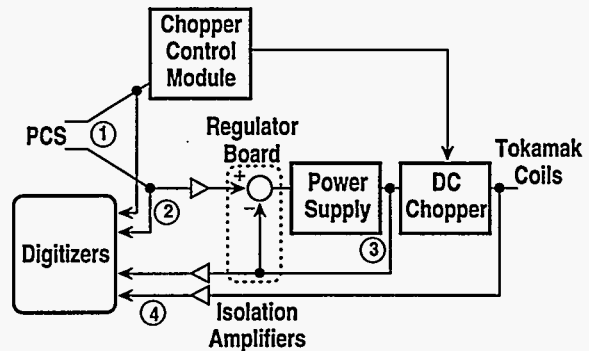 Chopper
Control
Module
PCS
①
Regulator
Board
Tokamak
Coils
+
−
②
Power
Supply
DC
Chopper
Digitizers
③
④
Isolation
Amplifiers